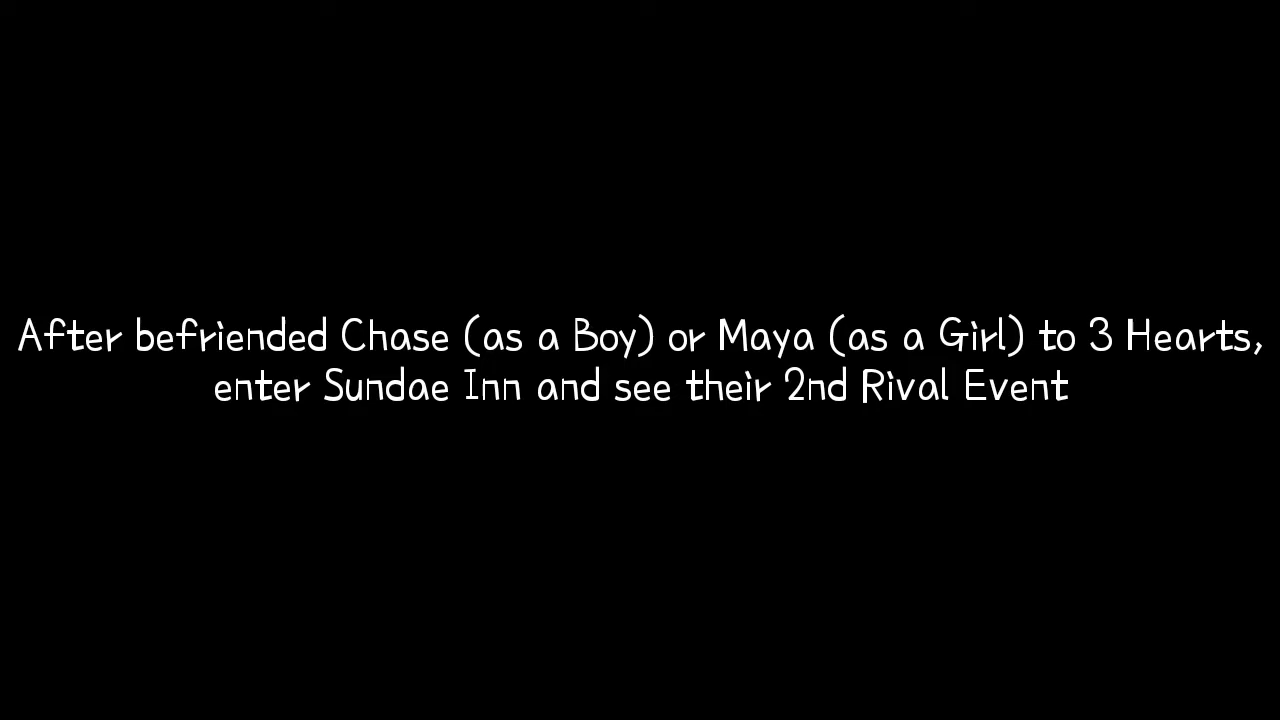 After befriended Chase (as a Boy) or Maya (as a Girl) to 3 Hearts,
enter Sundae Inn and see their 2nd Rival Event